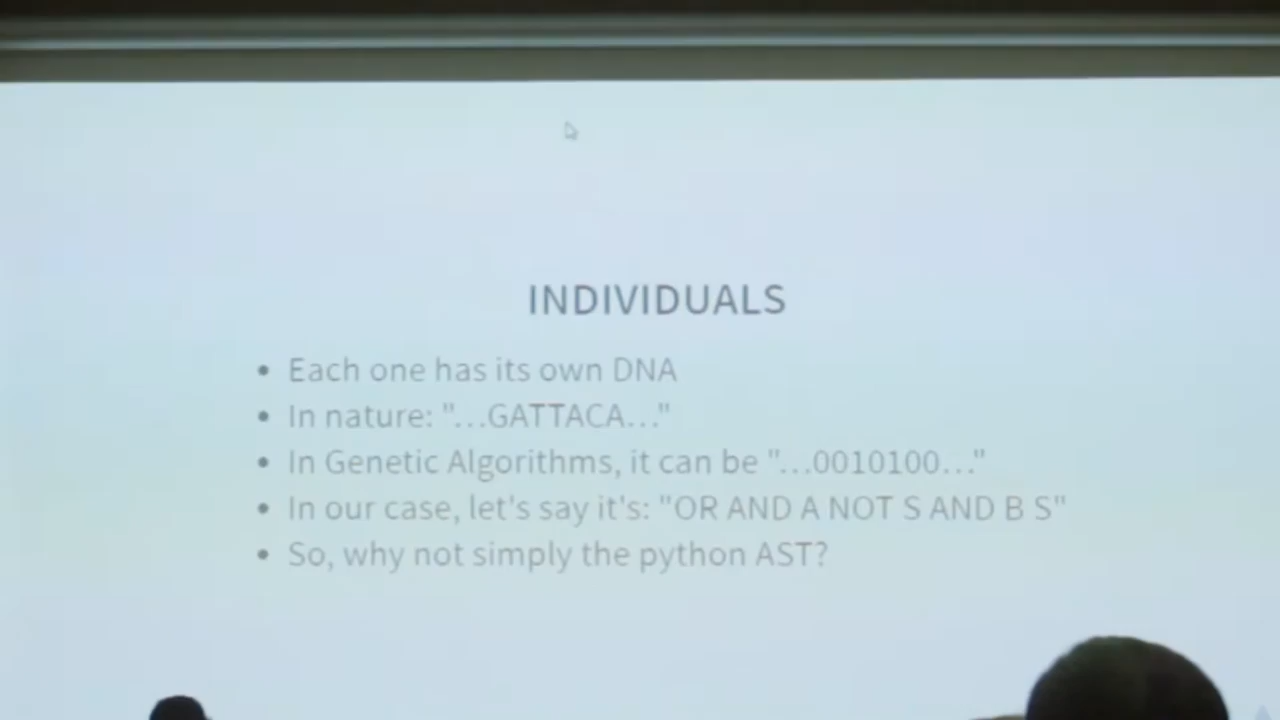 INDIVIDUALS
• Each one has its own DNA
• In nature: "...GATTACA..."
• In Genetic Algorithms, it can be "...0010100..."
• In our case, let's say it's: "OR AND A NOT S AND B S"
• So, why not simply the python AST?